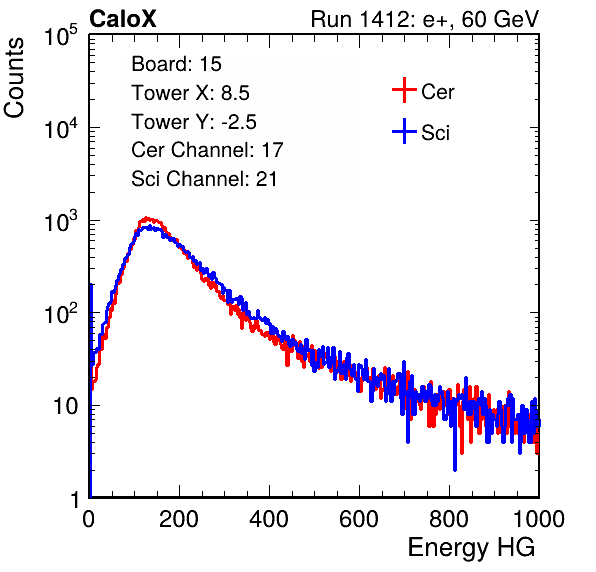 CaloX Run 1412: e+, 60 GeV
Counts
Board: 15
Tower X: 8.5
Tower Y: -2.5
Cer Channel: 17
Sci Channel: 21
Cer
Sci
10^5
10^4
10^3
10^2
10
1
0 200 400 600 800 1000
Energy HG